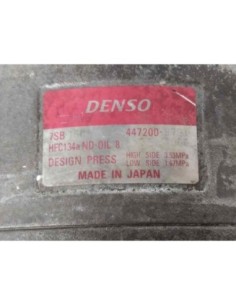 DENSO
7SB 447200-
HFC134a ND-OIL 8
DESIGN PRESS HIGH SIDE
LOW SIDE
MADE IN JAPAN